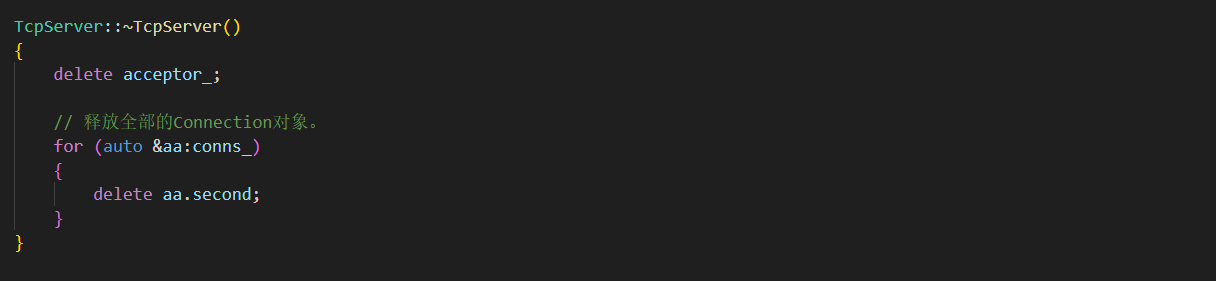 TcpServer::~TcpServer()
{
    delete acceptor_;
    // 释放全部的Connection对象。
    for (auto &aa:conns_)
    {
        delete aa.second;
    }
}